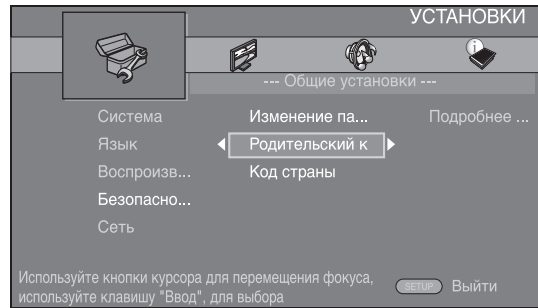 УСТАНОВКИ
--- Общие установки ---
Система
Изменение па...
Подробнее ...
Язык
Родительский к
Воспроизв...
Код страны
Безопасно...
Сеть
Используйте кнопки курсора для перемещения фокуса,
используйте клавишу "Ввод", для выбора
SETUP Выйти